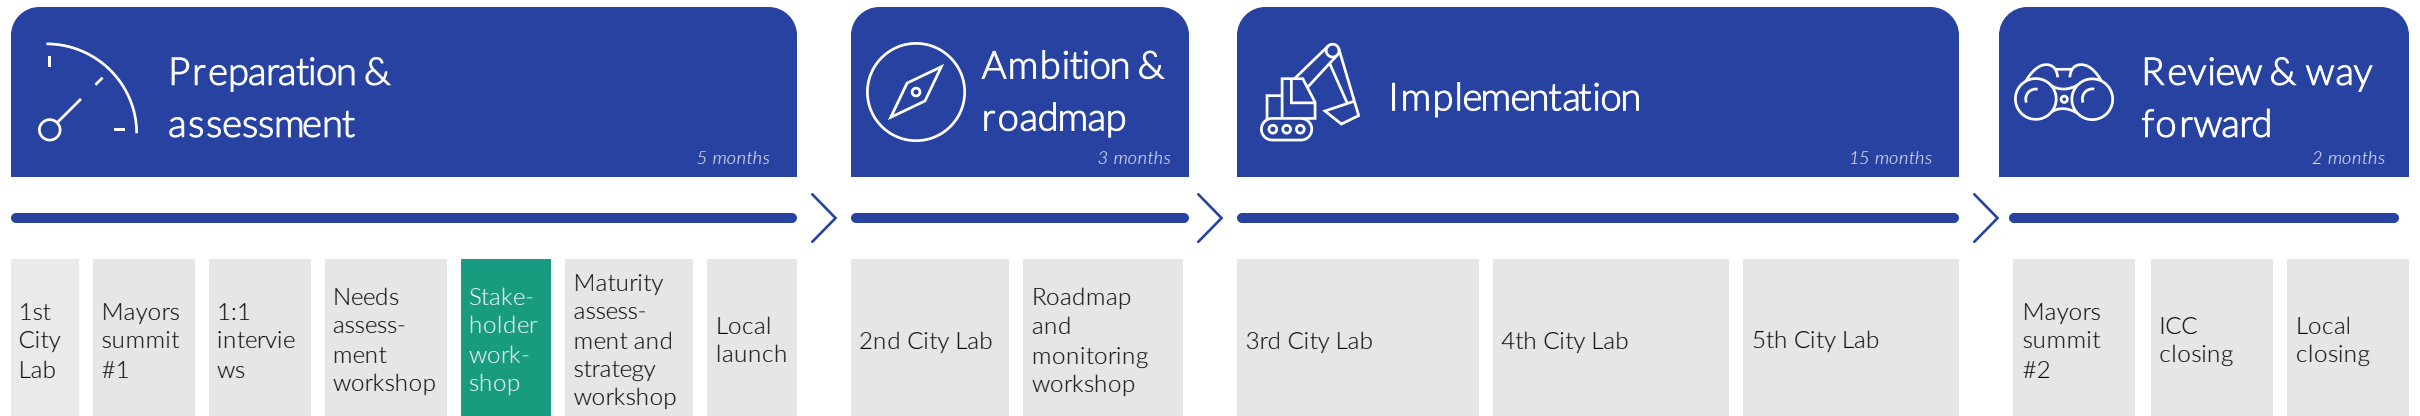 Preparation &
assessment
5 months
Ambition &
roadmap
3 months
Implementation
15 months
Review & way
forward
2 months
1st
City
Lab
Mayors
summit
#1
1:1
intervie
ws
Needs
assess-
ment
workshop
Stake-
holder
work-
shop
Maturity
assess-
ment and
strategy
workshop
Local
launch
2nd City Lab
Roadmap
and
monitoring
workshop
3rd City Lab
4th City Lab
5th City Lab
Mayors
summit
#2
ICC
closing
Local
closing